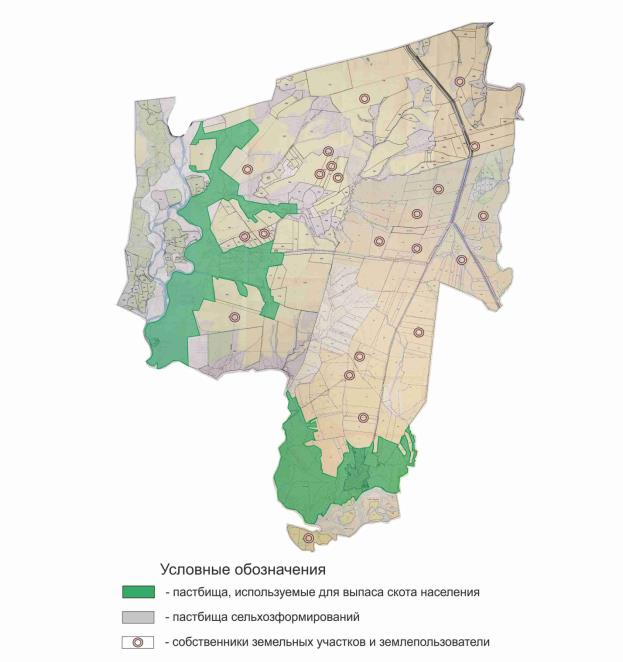 Условные обозначения
- пастбища, используемые для выпаса скота населения
- пастбища сельхозформирований
- собственники земельных участков и землепользователи